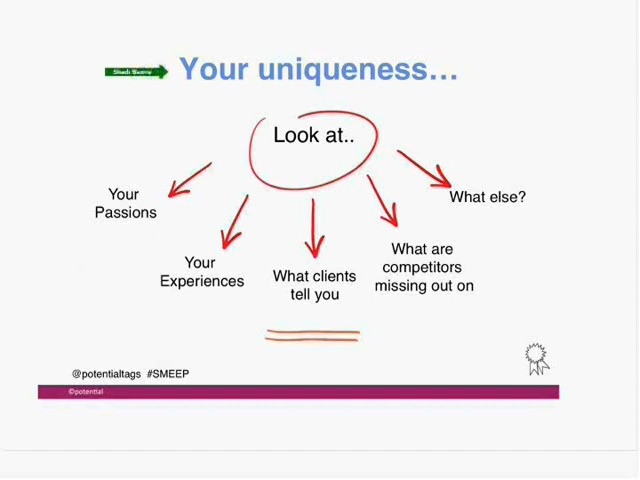 Your uniqueness...
Look at..
Your
Passions
Your
Experiences
What clients
tell you
What are
competitors
missing out on
What else?
@potentialtags #SMEEP
©potential